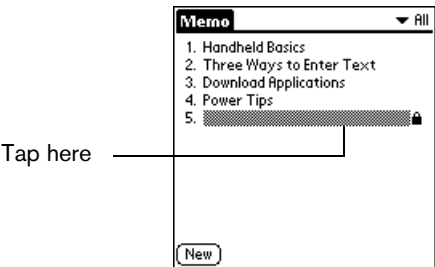 Memo
All
1. Handheld Basics
2. Three Ways to Enter Text
3. Download Applications
4. Power Tips
5.
Tap here
New